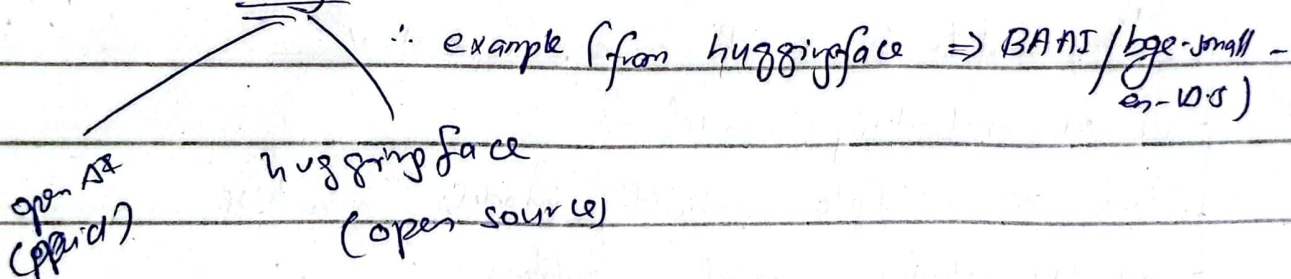 ∴ example (from huggingface ⇒ BAAI/bge-small-
en-v1.5)
open AI
(paid)
huggingface
(open source)